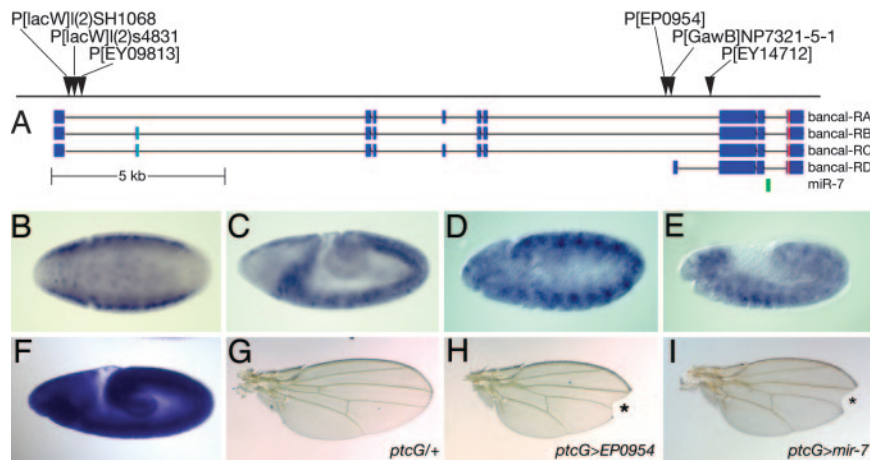 P[lacW]l(2)SH1068
P[lacW]l(2)s4831
P[EY09813]
P[EP0954]
P[GawB]NP7321-5-1
P[EY14712]
A
bancal-RA
bancal-RB
bancal-RC
bancal-RD
miR-7
5 kb
B
C
D
E
F
G
ptcG/+
H
*
ptcG>EP0954
I
*
ptcG>mir-7